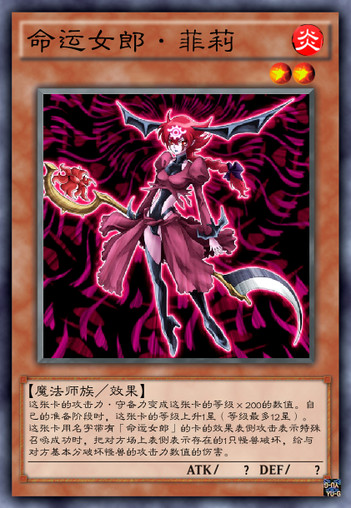 命运女郎·菲莉
炎
【魔法师族／效果】
这张卡的攻击力·守备力变成这张卡的等级×200的数值。自
己的准备阶段时，这张卡的等级上升1星（等级最多12星）。
这张卡用名字带有「命运女郎」的卡的效果表侧攻击表示特殊
召唤成功时，把对方场上表侧表示存在的1只怪兽破坏，给与
对方基本分破坏怪兽的攻击力数值的伤害。
ATK/ ? DEF/ ?